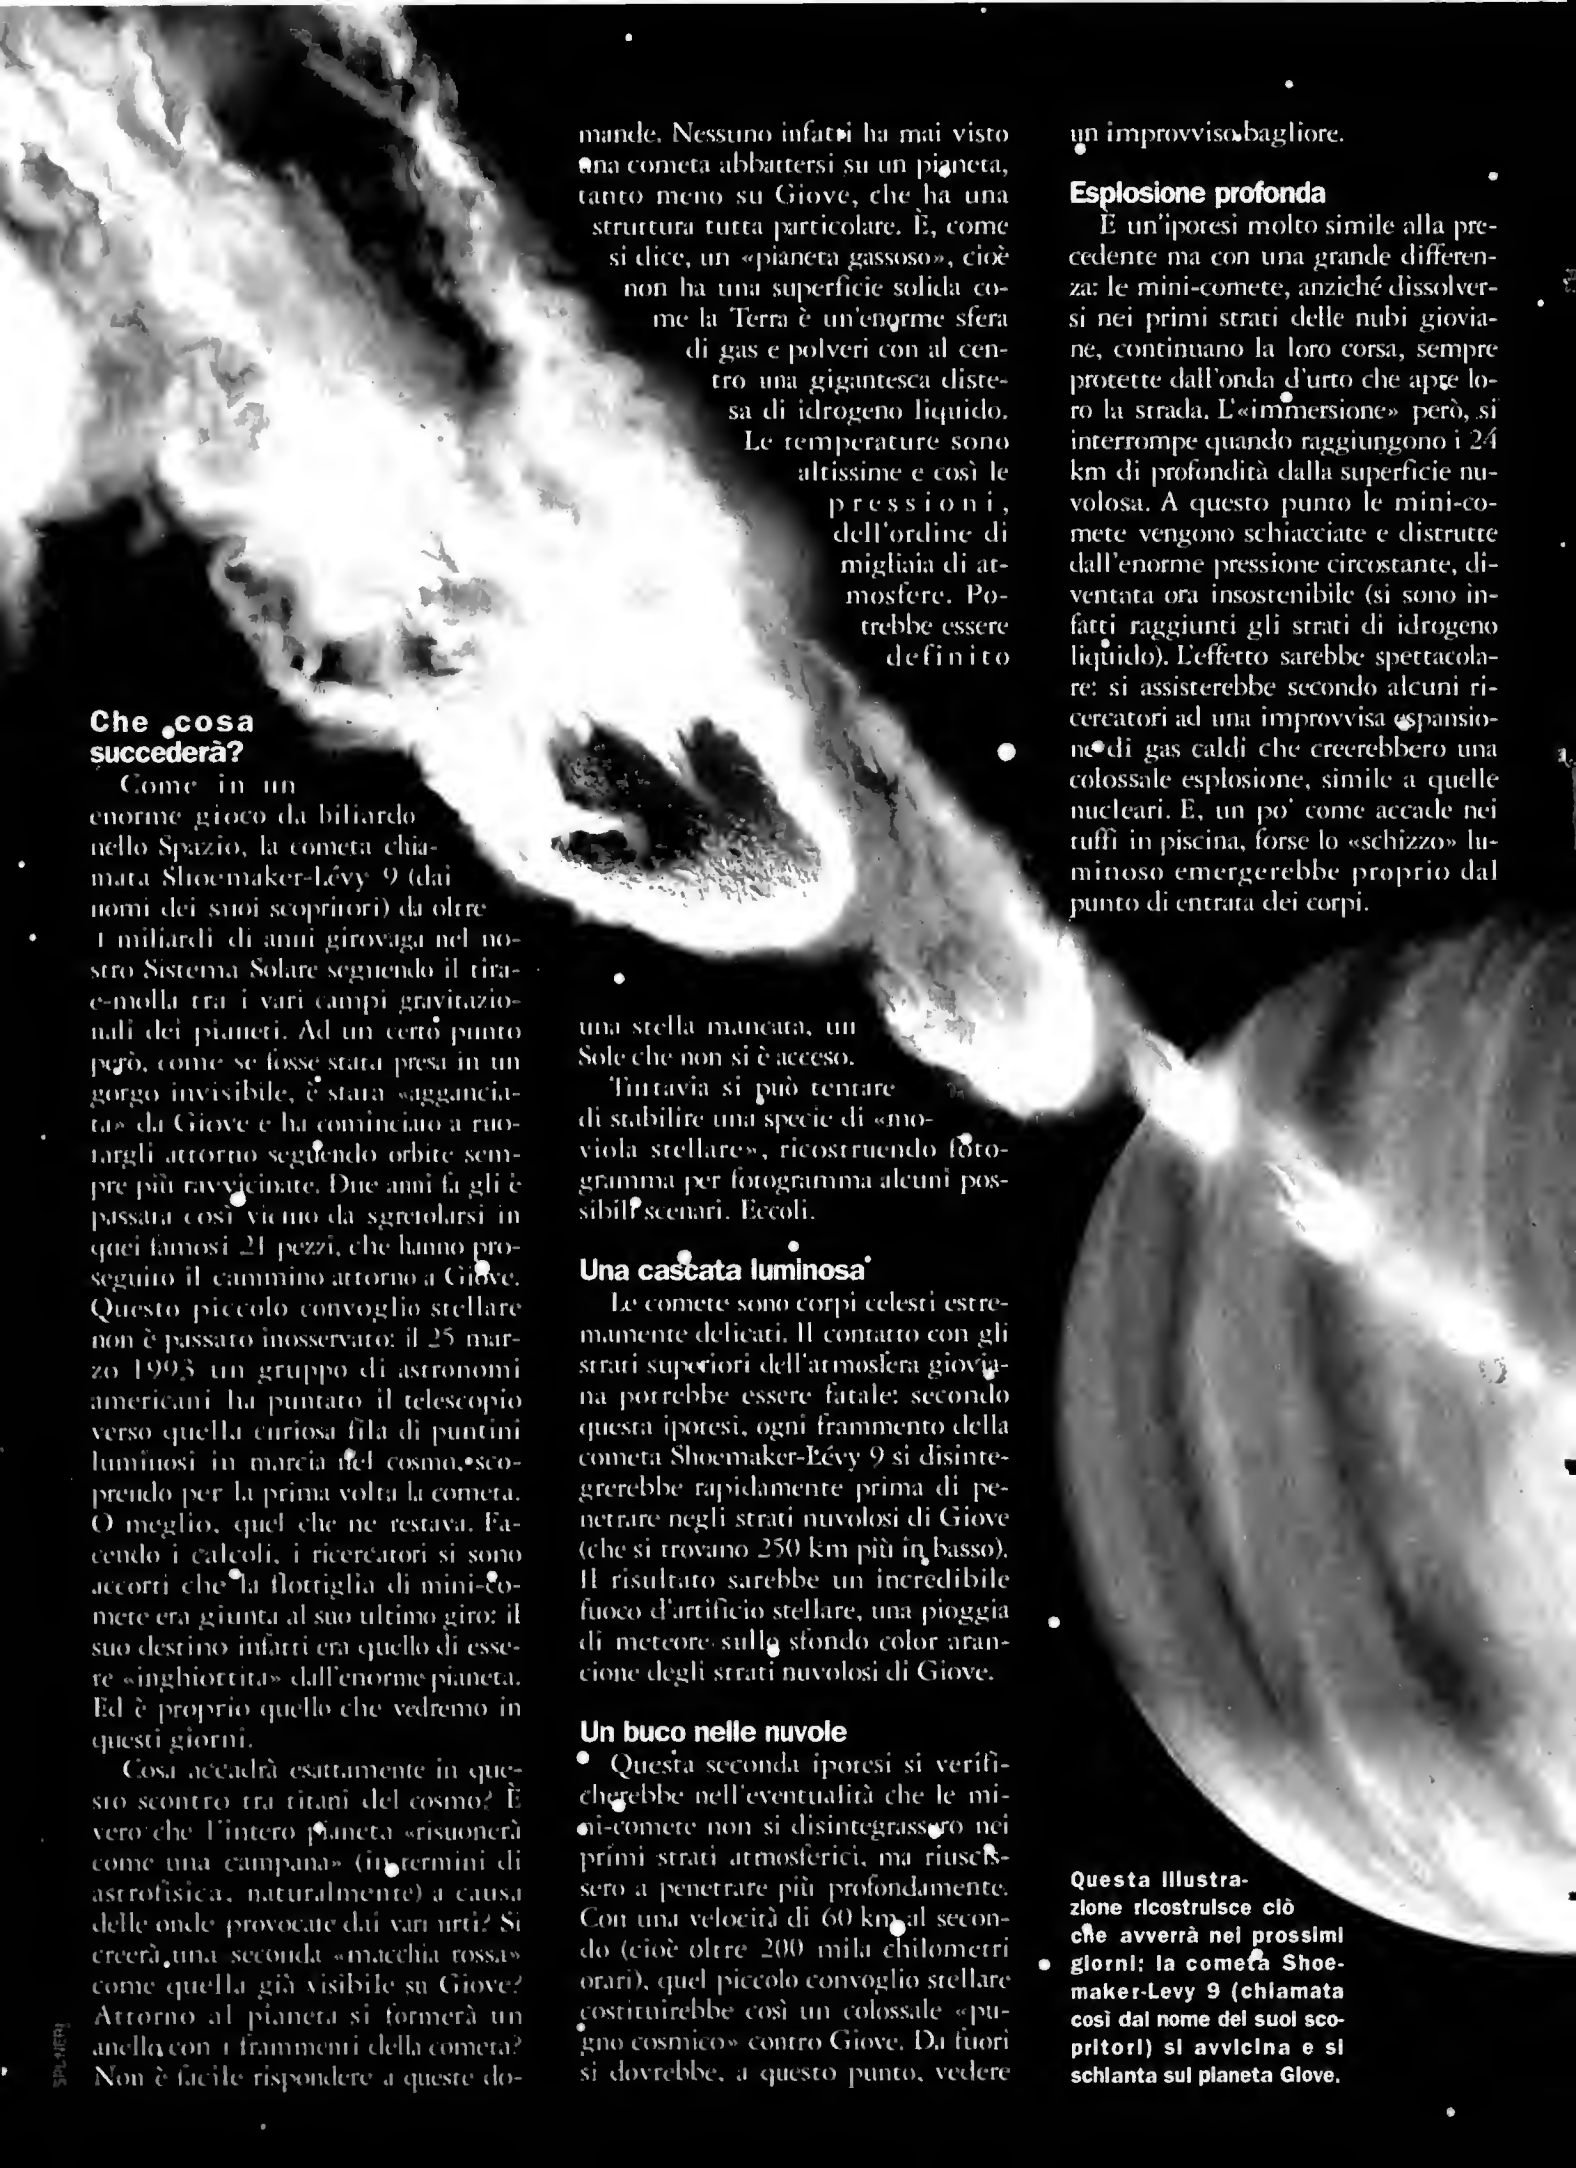 Che cosa
succederà?
Come in un
enorme gioco da biliardo
nello Spazio, la cometa chia-
mata Shoemaker-Lévy 9 (dai
nomi dei suoi scopritori) da oltre
4 miliardi di anni girovaga nel no-
stro Sistema Solare seguendo il tira-
e-molla tra i vari campi gravitazio-
nali dei pianeti. Ad un certo punto
però, come se fosse stata presa in un
gorgo invisibile, è stata «aggancia-
ta» da Giove e ha cominciato a ruo-
targli attorno seguendo orbite sem-
pre più ravvicinate. Due anni fa gli è
passata così vicino da sgretolarsi in
quei famosi 21 pezzi, che hanno pro-
seguito il cammino attorno a Giove.
Questo piccolo convoglio stellare
non è passato inosservato: il 25 mar-
zo 1993 un gruppo di astronomi
americani ha puntato il telescopio
verso quella curiosa fila di puntini
luminosi in marcia nel cosmo, sco-
prendo per la prima volta la cometa.
O meglio, quel che ne restava. Fa-
cendo i calcoli, i ricercatori si sono
accorti che la flottiglia di mini-co-
mete era giunta al suo ultimo giro: il
suo destino infatti era quello di esse-
re «inghiottita» dall'enorme pianeta.
Ed è proprio quello che vedremo in
questi giorni.
Cosa accadrà esattamente in que-
sto scontro tra titani del cosmo? È
vero che l'intero pianeta «risuonerà
come una campana» (in termini di
astrofisica, naturalmente) a causa
delle onde provocate dai vari urti? Si
creerà una seconda «macchia rossa»
come quella già visibile su Giove?
Attorno al pianeta si formerà un
anello con i frammenti della cometa?
Non è facile rispondere a queste do-
mande. Nessuno infatti ha mai visto
una cometa abbattersi su un pianeta,
tanto meno su Giove, che ha una
struttura tutta particolare. È, come
si dice, un «pianeta gassoso», cioè
non ha una superficie solida co-
me la Terra è un'enorme sfera
di gas e polveri con al cen-
tro una gigantesca diste-
sa di idrogeno liquido.
Le temperature sono
altissime e così le
pressioni,
dell'ordine di
migliaia di at-
mosfere. Po-
trebbe essere
definito
una stella mancata, un
Sole che non si è acceso.
Tuttavia si può tentare
di stabilire una specie di «mo-
viola stellare», ricostruendo foto-
gramma per fotogramma alcuni pos-
sibili scenari. Eccoli.
Una cascata luminosa
Le comete sono corpi celesti estre-
mamente delicati. Il contatto con gli
strati superiori dell'atmosfera giovia-
na potrebbe essere fatale: secondo
questa ipotesi, ogni frammento della
cometa Shoemaker-Lévy 9 si disinte-
grerebbe rapidamente prima di pe-
netrare negli strati nuvolosi di Giove
(che si trovano 250 km più in basso).
Il risultato sarebbe un incredibile
fuoco d'artificio stellare, una pioggia
di meteore sullo sfondo color aran-
cione degli strati nuvolosi di Giove.
Un buco nelle nuvole
Questa seconda ipotesi si verifi-
cherebbe nell'eventualità che le mi-
ni-comete non si disintegrassero nei
primi strati atmosferici, ma riuscis-
sero a penetrare più profondamente.
Con una velocità di 60 km al secon-
do (cioè oltre 200 mila chilometri
orari), quel piccolo convoglio stellare
costituirebbe così un colossale «pu-
gno cosmico» contro Giove. Da fuori
si dovrebbe, a questo punto, vedere
un improvviso bagliore.
Esplosione profonda
E un'ipotesi molto simile alla pre-
cedente ma con una grande differen-
za: le mini-comete, anziché dissolver-
si nei primi strati delle nubi giovia-
ne, continuano la loro corsa, sempre
protette dall'onda d'urto che apre lo-
ro la strada. L'«immersione» però, si
interrompe quando raggiungono i 24
km di profondità dalla superficie nu-
volosa. A questo punto le mini-co-
mete vengono schiacciate e distrutte
dall'enorme pressione circostante, di-
ventata ora insostenibile (si sono in-
fatti raggiunti gli strati di idrogeno
liquido). L'effetto sarebbe spettacola-
re: si assisterebbe secondo alcuni ri-
cercatori ad una improvvisa espansio-
ne di gas caldi che creerebbero una
colossale esplosione, simile a quelle
nucleari. E, un po' come accade nei
tuffi in piscina, forse lo «schizzo» lu-
minoso emergerebbe proprio dal
punto di entrata dei corpi.
Questa illustra-
zione ricostruisce ciò
che avverrà nei prossimi
giorni: la cometa Shoe-
maker-Levy 9 (chiamata
così dal nome dei suoi sco-
pritori) si avvicina e si
schianta sul pianeta Giove.